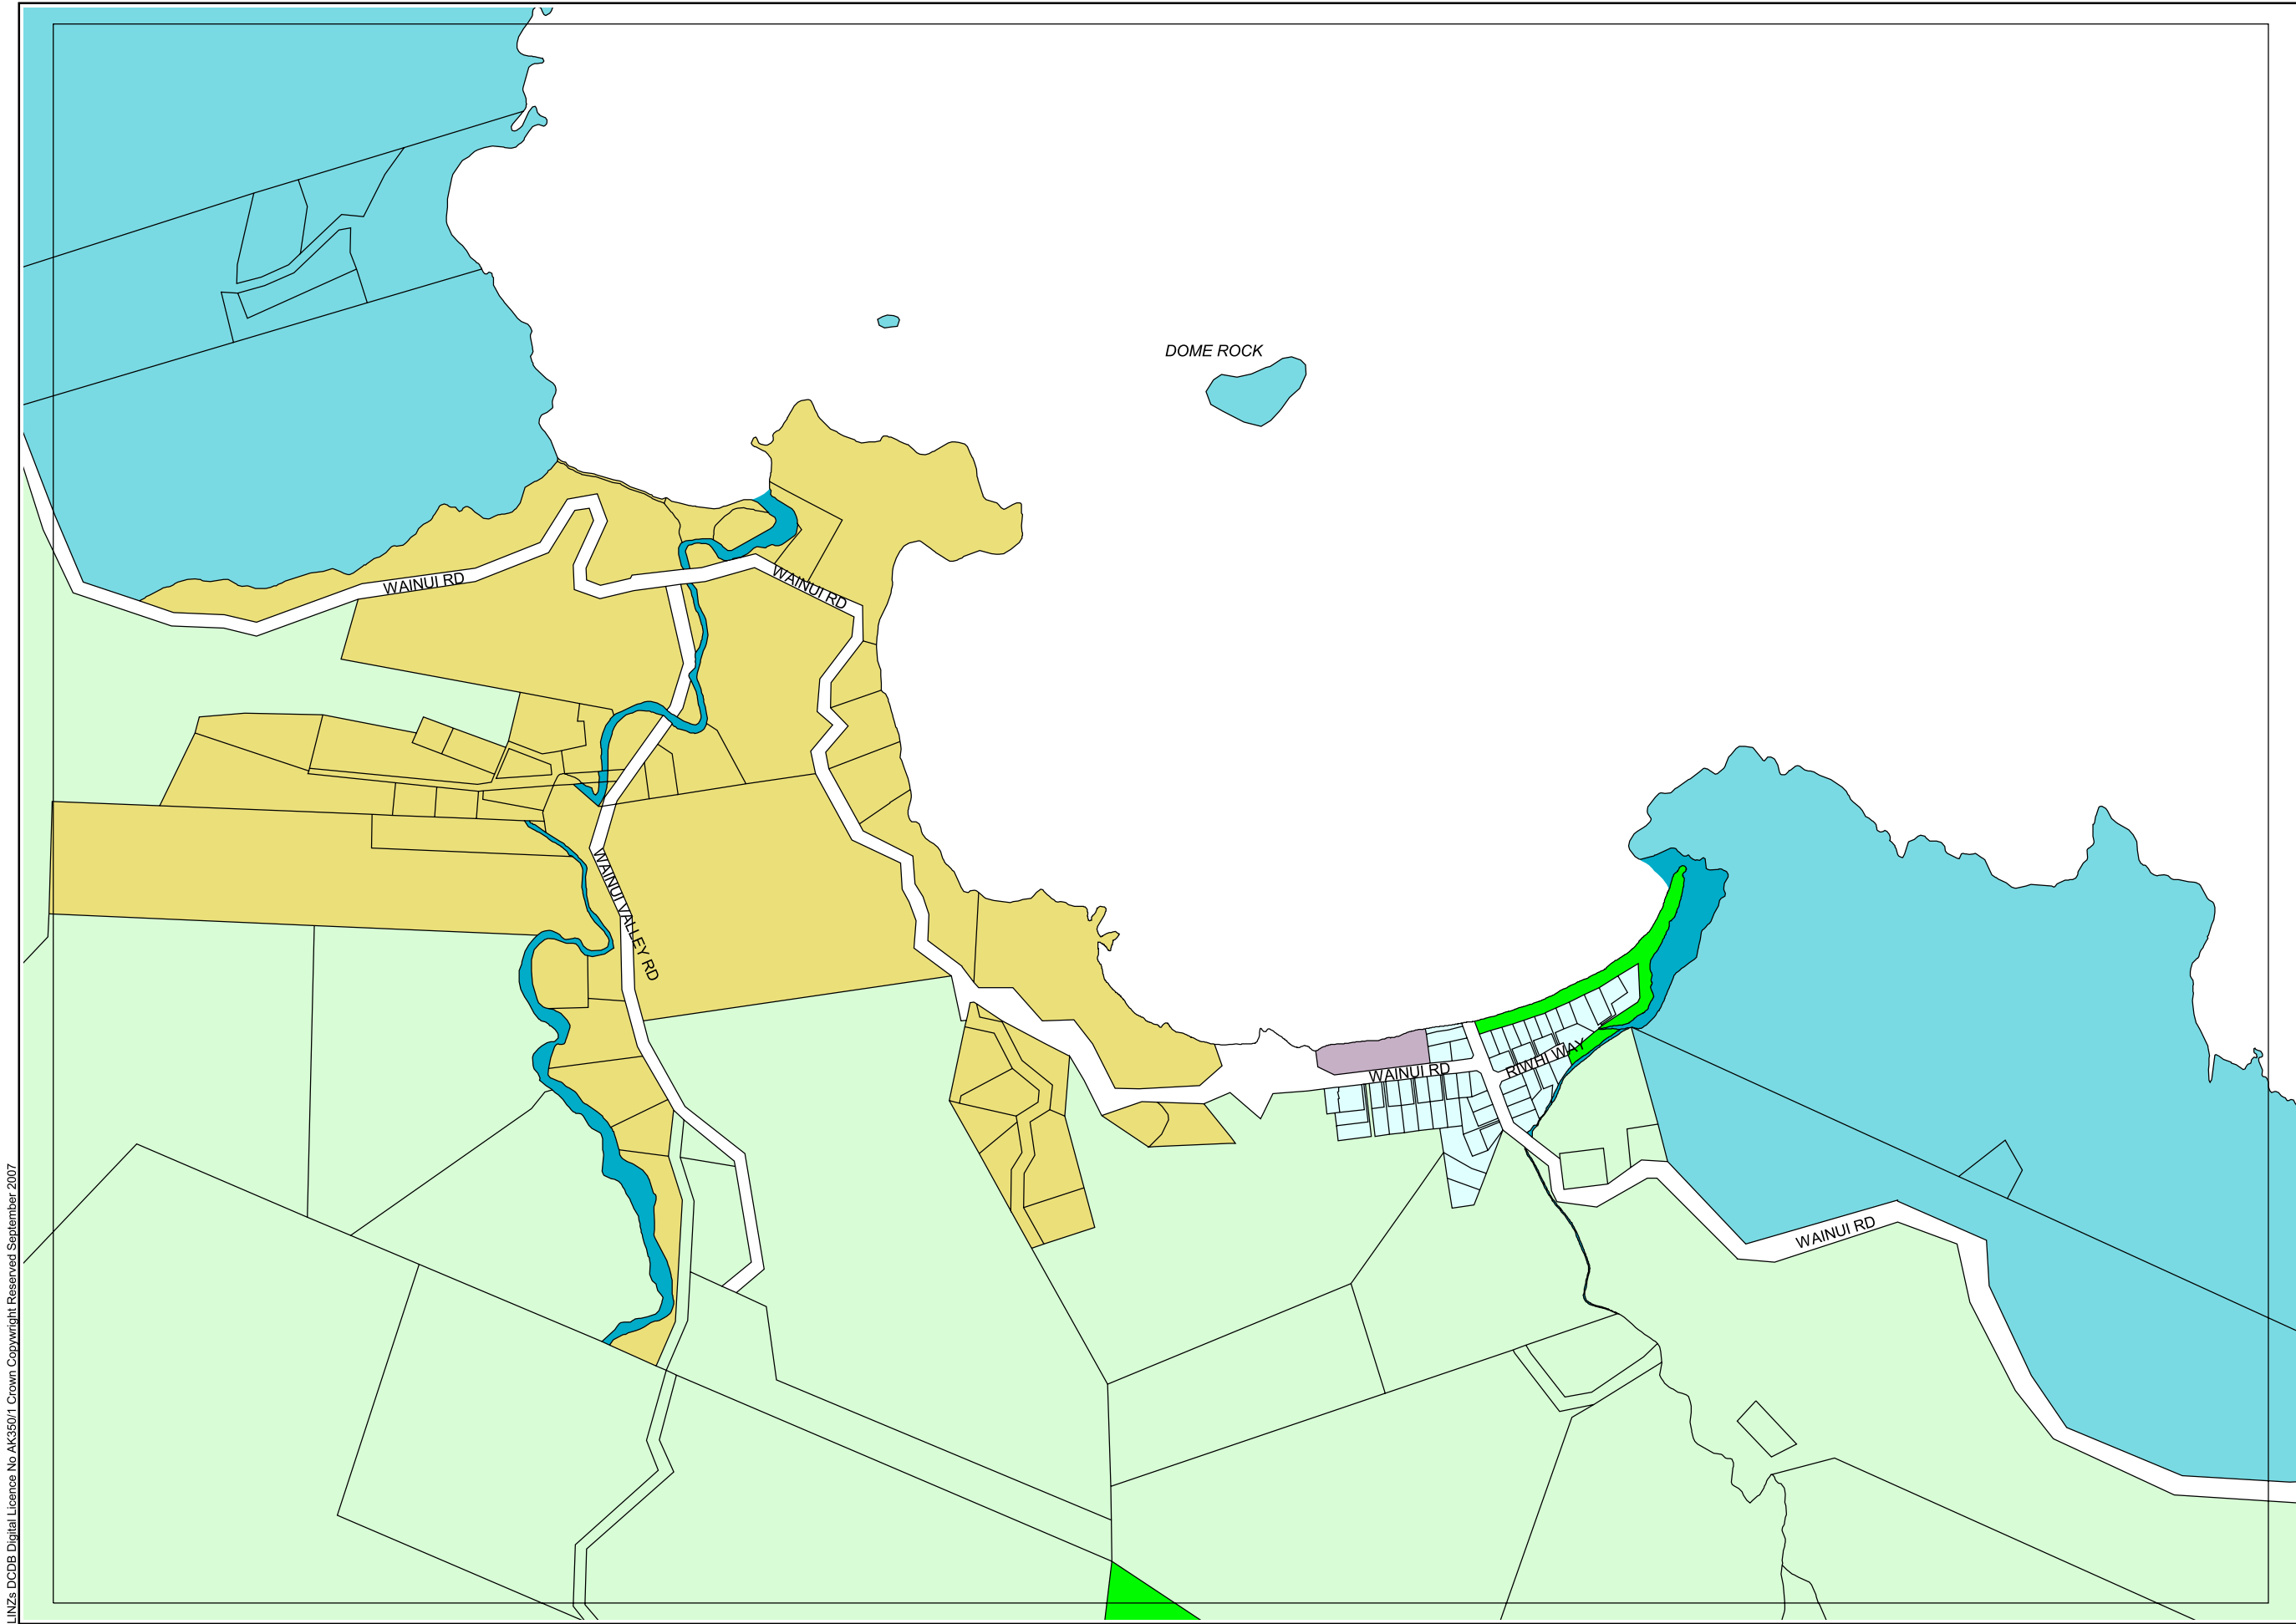 DOME ROCK
WAINUI RD
WAINUI RD
WAINUI VALLEY RD
WAINUI RD
RIWHI WAY
WAINUI RD
LINZs DCDB Digital Licence No AK350/1 Crown Copywright Reserved September 2007